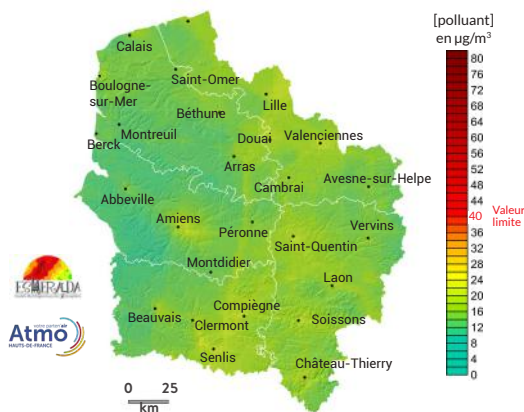 [polluant]
en µg/m³
Calais
Saint-Omer
Boulogne-
sur-Mer
Lille
Béthune
Montreuil
Douai
Valenciennes
Berck
Arras
Cambrai
Avesne-sur-Helpe
Abbeville
Amiens
Péronne
Vervins
Saint-Quentin
Montdidier
Laon
Beauvais
Compiègne
Clermont
Soissons
Senlis
Château-Thierry
80
76
72
68
64
60
56
52
48
44
40 Valeur
limite
36
32
28
24
20
16
12
8
4
0
ESMERALDA
Atmo
HAUTS-DE-FRANCE
0 25
km